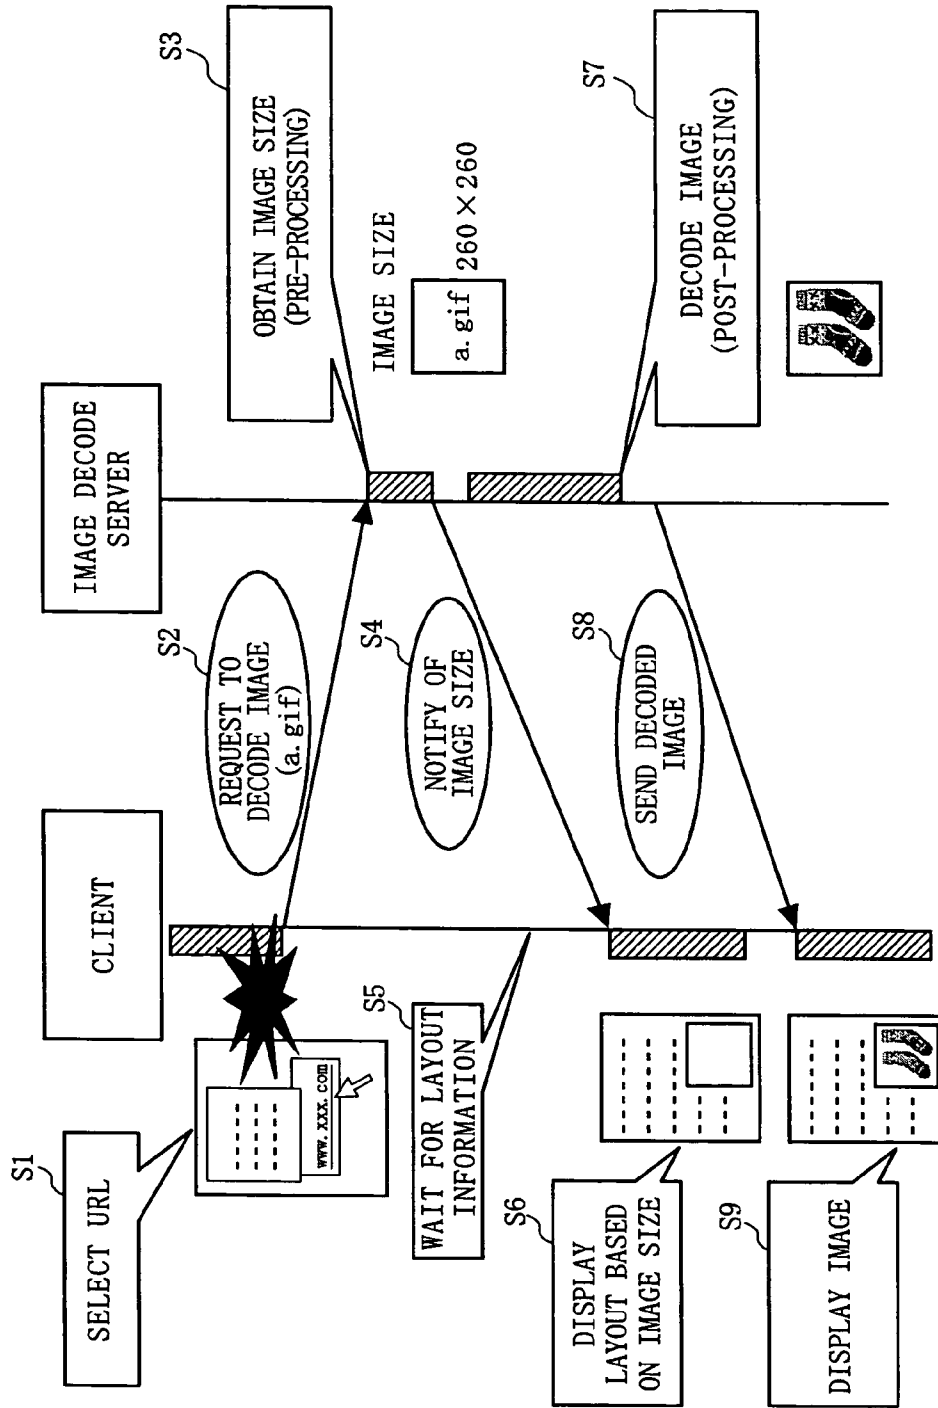 CLIENT
IMAGE DECODE
SERVER
S1
SELECT URL
www.xxx.com
S2
REQUEST TO
DECODE IMAGE
(a.gif)
S3
OBTAIN IMAGE SIZE
(PRE-PROCESSING)
IMAGE SIZE
a.gif 260×260
S4
NOTIFY OF
IMAGE SIZE
S5
WAIT FOR LAYOUT
INFORMATION
S6
DISPLAY
LAYOUT BASED
ON IMAGE SIZE
S7
DECODE IMAGE
(POST-PROCESSING)
S8
SEND DECODED
IMAGE
S9
DISPLAY IMAGE